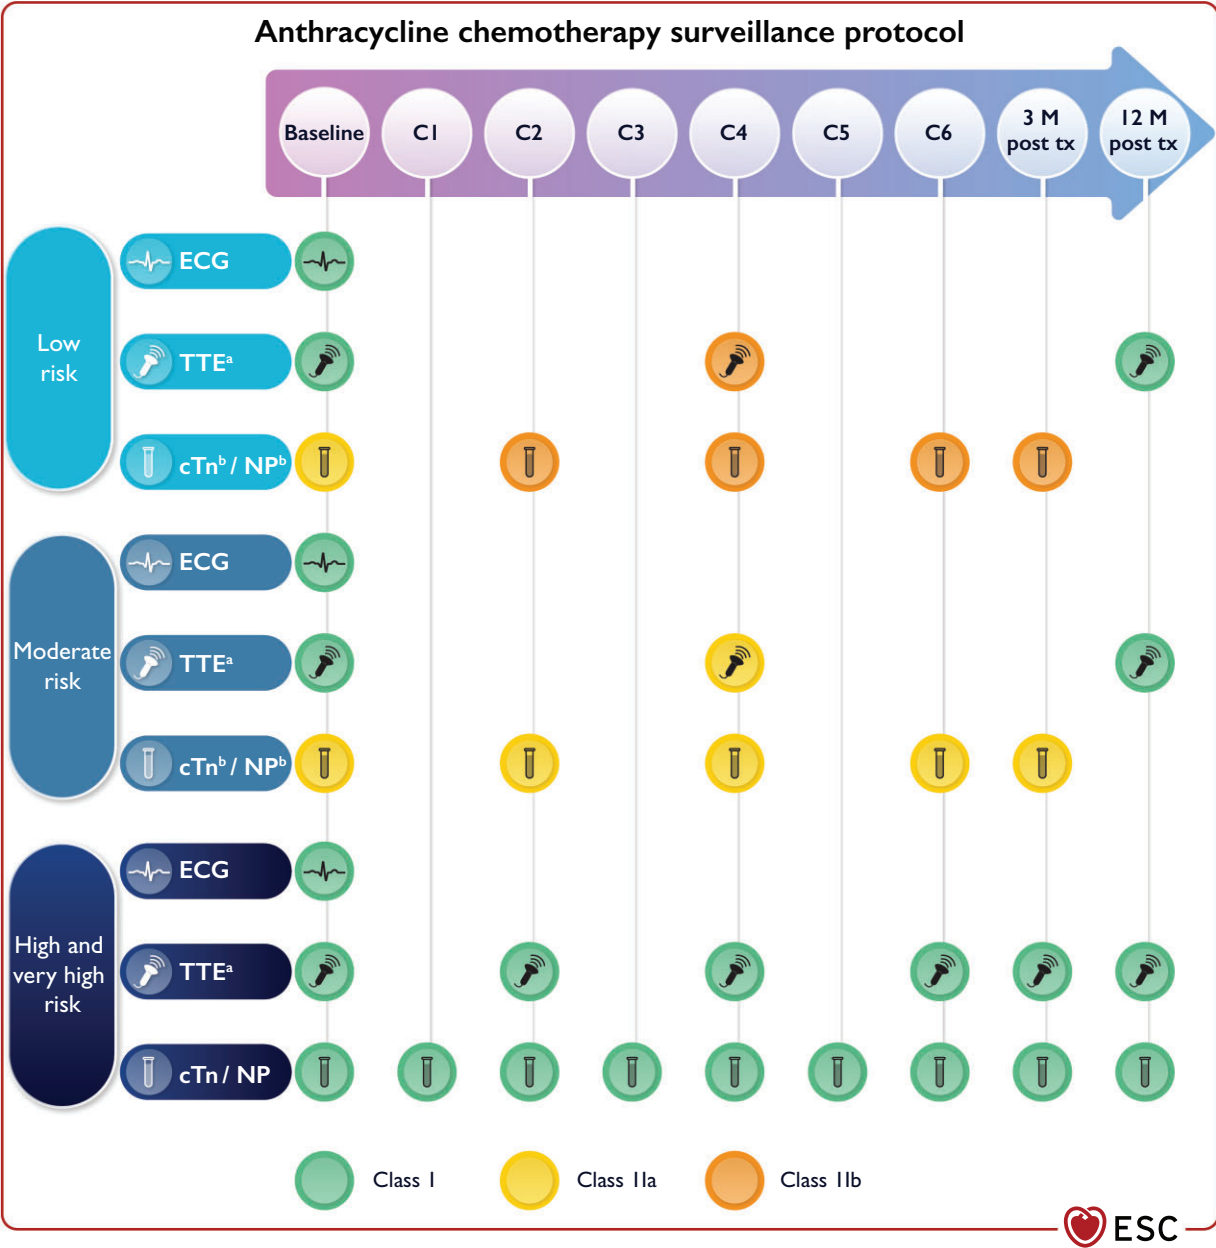 Anthracycline chemotherapy surveillance protocol
Baseline
C1
C2
C3
C4
C5
C6
3 M
post tx
12 M
post tx
Low
risk
ECG
TTEᵃ
cTnᵇ / NPᵇ
Moderate
risk
ECG
TTEᵃ
cTnᵇ / NPᵇ
High and
very high
risk
ECG
TTEᵃ
cTn / NP
Class I
Class IIa
Class IIb
ESC